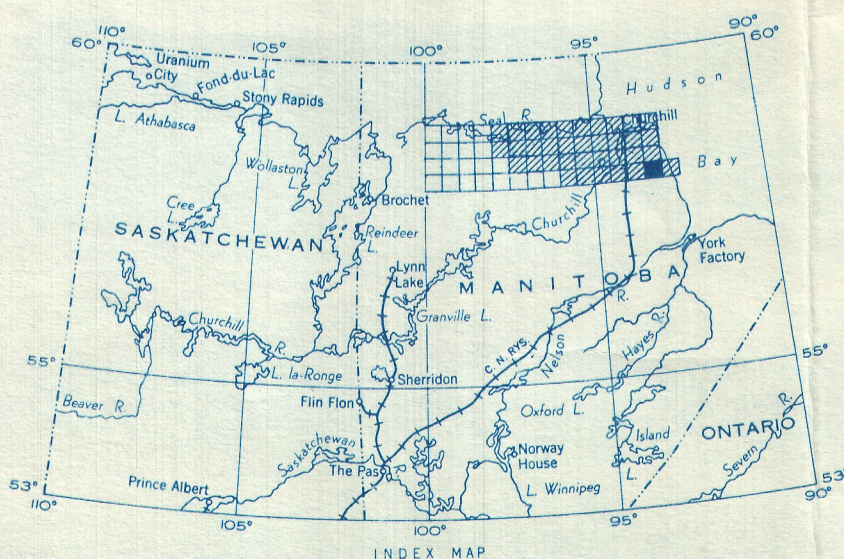 110°
105°
100°
95°
90°
60°
60°
Uranium
City
Fond-du-Lac
Stony Rapids
L. Athabasca
Hudson
Bay
Seal R.
Churchill
Wollaston
L.
Cree
L.
Brochet
Reindeer
L.
SASKATCHEWAN
Churchill
Lynn
Lake
MANITOBA
York
Factory
R.
Granville L.
Churchill
R.
C. N. RYS.
Nelson
Hayes R.
55°
55°
L. la-Ronge
Sherridon
Beaver R.
Flin Flon
Oxford L.
Island
L.
ONTARIO
Severn R.
Saskatchewan
R.
The Pas
Norway
House
Prince Albert
L. Winnipeg
53°
53°
110°
105°
100°
95°
90°
INDEX MAP